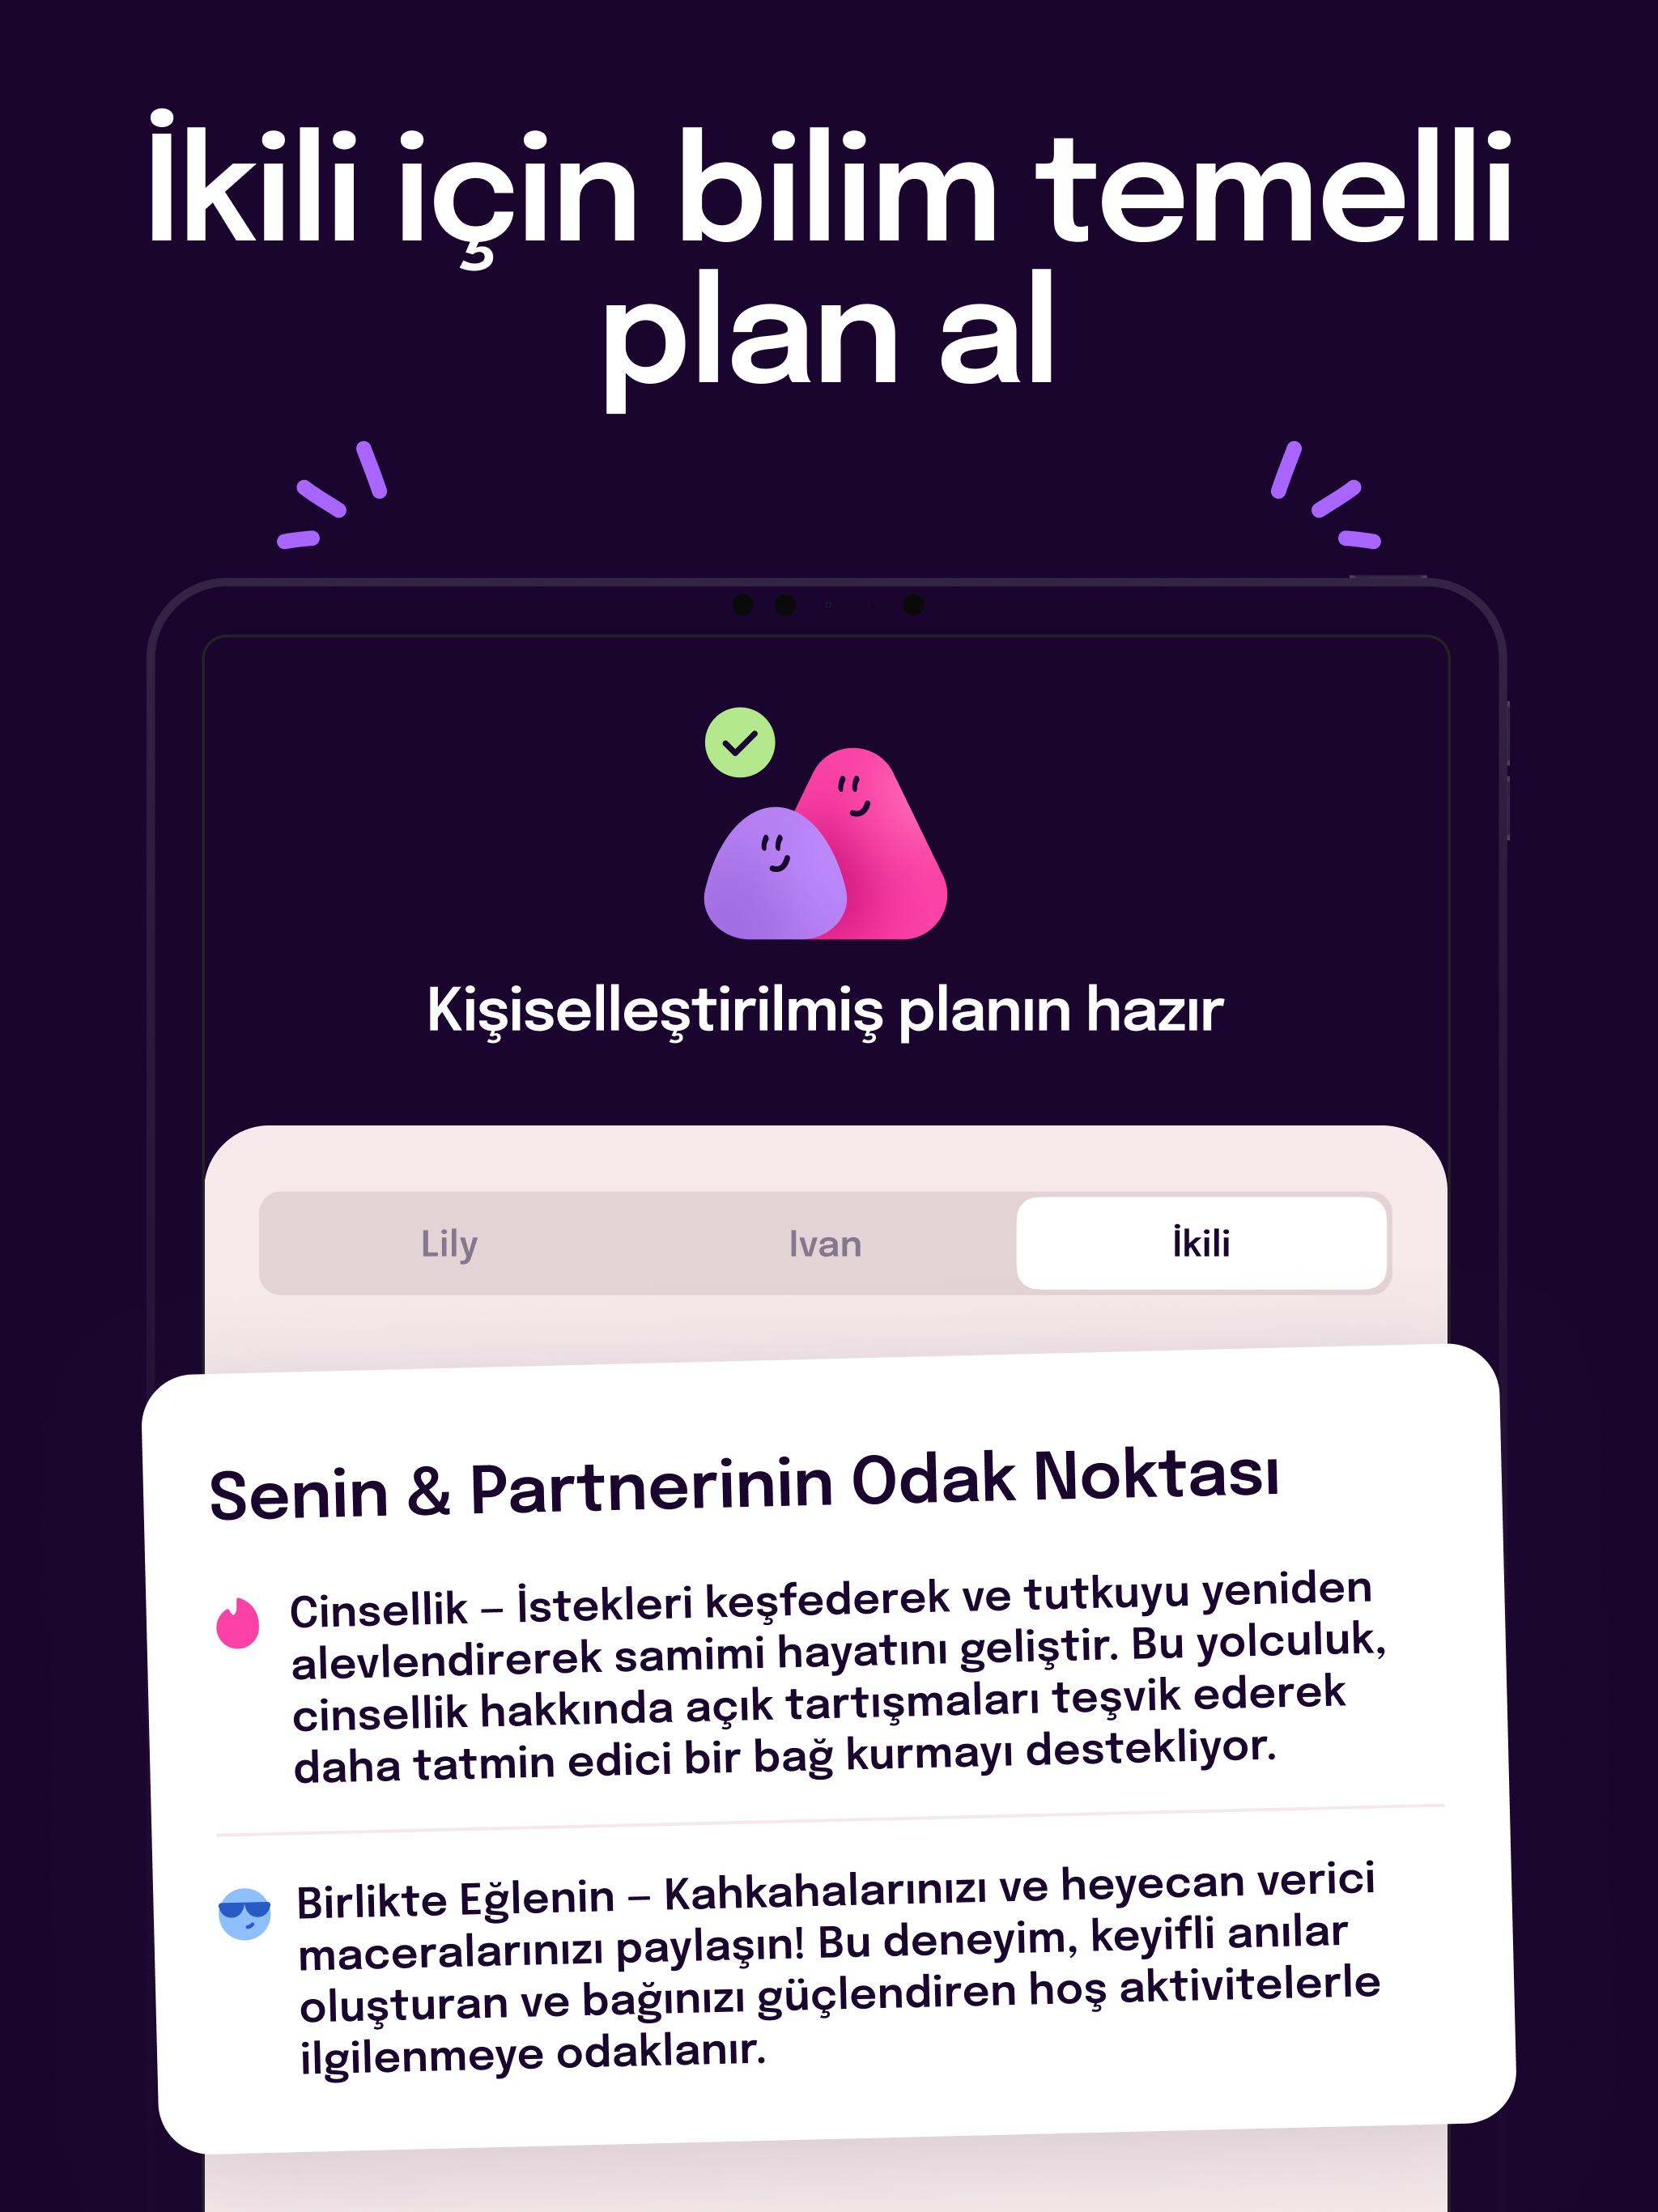 İkili için bilim temelli
plan al
Kişiselleştirilmiş planın hazır
Lily
Ivan
İkili
Senin & Partnerinin Odak Noktası
Cinsellik – İstekleri keşfederek ve tutkuyu yeniden
alevlendirerek samimi hayatını geliştir. Bu yolculuk,
cinsellik hakkında açık tartışmaları teşvik ederek
daha tatmin edici bir bağ kurmayı destekliyor.
Birlikte Eğlenin – Kahkahalarınızı ve heyecan verici
maceralarınızı paylaşın! Bu deneyim, keyifli anılar
oluşturan ve bağınızı güçlendiren hoş aktivitelerle
ilgilenmeye odaklanır.